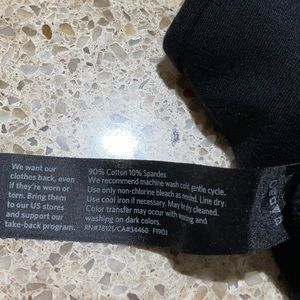 We want our
clothes back, even
if they're worn or
torn. Bring them
to our US stores
and support our
take-back program.
90% Cotton 10% Spandex
We recommend machine wash cold, gentle cycle.
Use only non-chlorine bleach as needed. Line dry.
Use cool iron if necessary. May be dry cleaned.
Color transfer may occur with wearing, and
washing on dark colors.
RN#78121/CA#34460 F1901